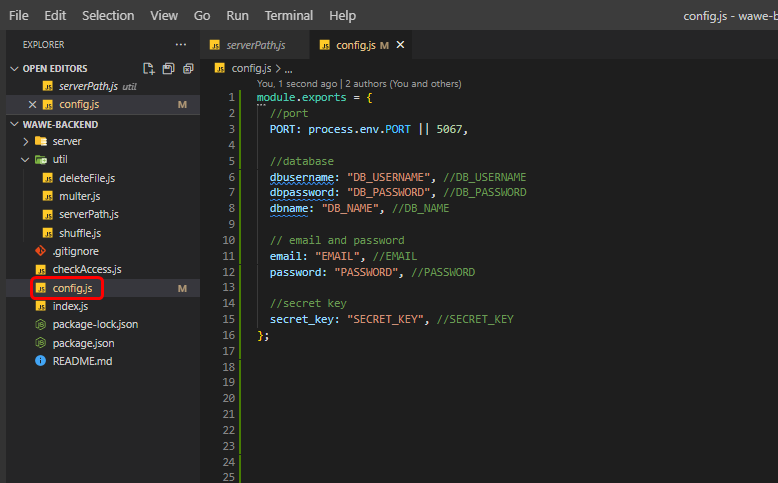 File Edit Selection View Go Run Terminal Help config.js - wawe-b
EXPLORER ...
serverPath.js
config.js M
OPEN EDITORS
serverPath.js util
config.js M
WAWE-BACKEND
server
util
deleteFile.js
multer.js
serverPath.js
shuffle.js
.gitignore
checkAccess.js
config.js M
index.js
package-lock.json
package.json
README.md
config.js > ...
You, 1 second ago | 2 authors (You and others)
1 module.exports = {
2 //port
3 PORT: process.env.PORT || 5067,
4
5 //database
6 dbusername: "DB_USERNAME", //DB_USERNAME
7 dbpassword: "DB_PASSWORD", //DB_PASSWORD
8 dbname: "DB_NAME", //DB_NAME
9
10 // email and password
11 email: "EMAIL", //EMAIL
12 password: "PASSWORD", //PASSWORD
13
14 //secret key
15 secret_key: "SECRET_KEY", //SECRET_KEY
16 };
17
18
19
20
21
22
23
24
25